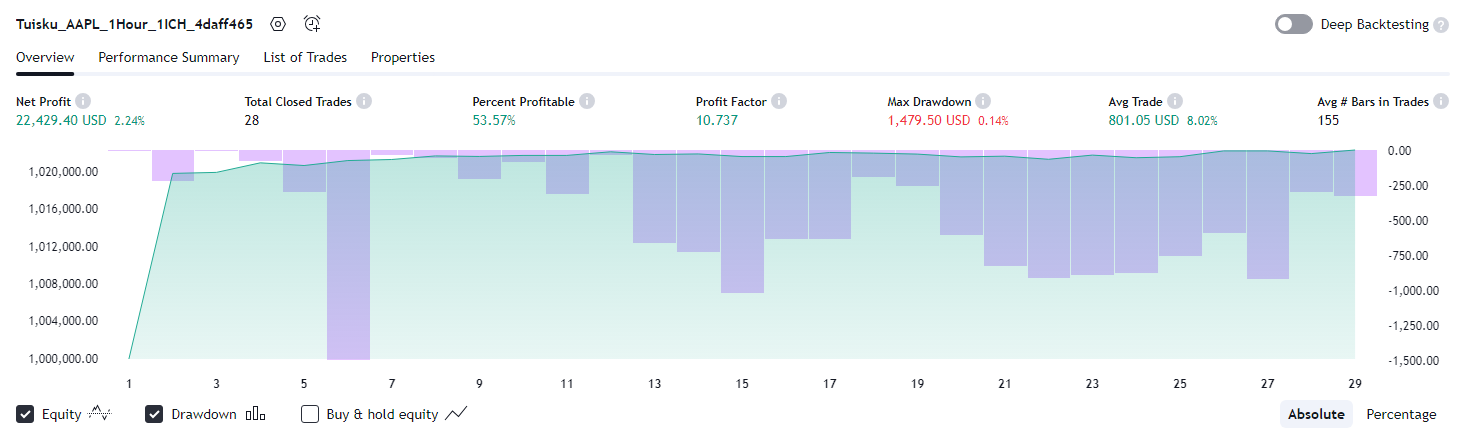 Tuisku_AAPL_1Hour_1ICH_4daff465
Deep Backtesting ?
Overview Performance Summary List of Trades Properties
Net Profit i Total Closed Trades i Percent Profitable i Profit Factor i Max Drawdown i Avg Trade i Avg # Bars in Trades i
22,429.40 USD 2.24% 28 53.57% 10.737 1,479.50 USD 0.14% 801.05 USD 8.02% 155
0.00
1,020,000.00
-250.00
1,016,000.00
-500.00
1,012,000.00
-750.00
1,008,000.00
-1,000.00
1,004,000.00
-1,250.00
1,000,000.00
-1,500.00
1 3 5 7 9 11 13 15 17 19 21 23 25 27 29
Equity Drawdown Buy & hold equity Absolute Percentage